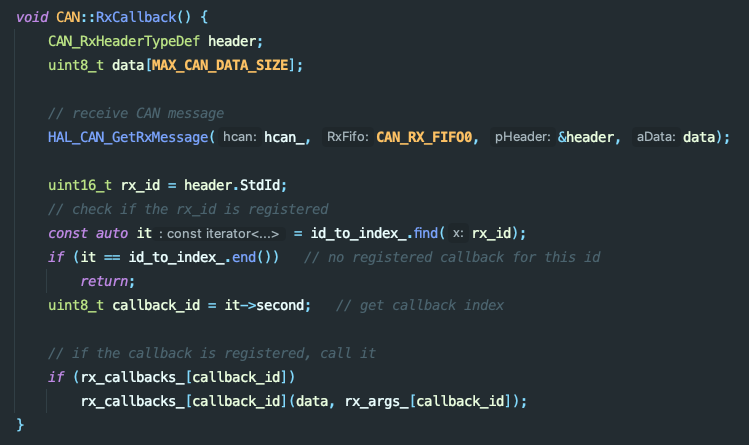 void CAN::RxCallback() {
    CAN_RxHeaderTypeDef header;
    uint8_t data[MAX_CAN_DATA_SIZE];

    // receive CAN message
    HAL_CAN_GetRxMessage( hcan: hcan_, RxFifo: CAN_RX_FIFO0, pHeader: &header, aData: data);

    uint16_t rx_id = header.StdId;
    // check if the rx_id is registered
    const auto it : const iterator<...> = id_to_index_.find( x: rx_id);
    if (it == id_to_index_.end())   // no registered callback for this id
        return;
    uint8_t callback_id = it->second;   // get callback index

    // if the callback is registered, call it
    if (rx_callbacks_[callback_id])
        rx_callbacks_[callback_id](data, rx_args_[callback_id]);
}